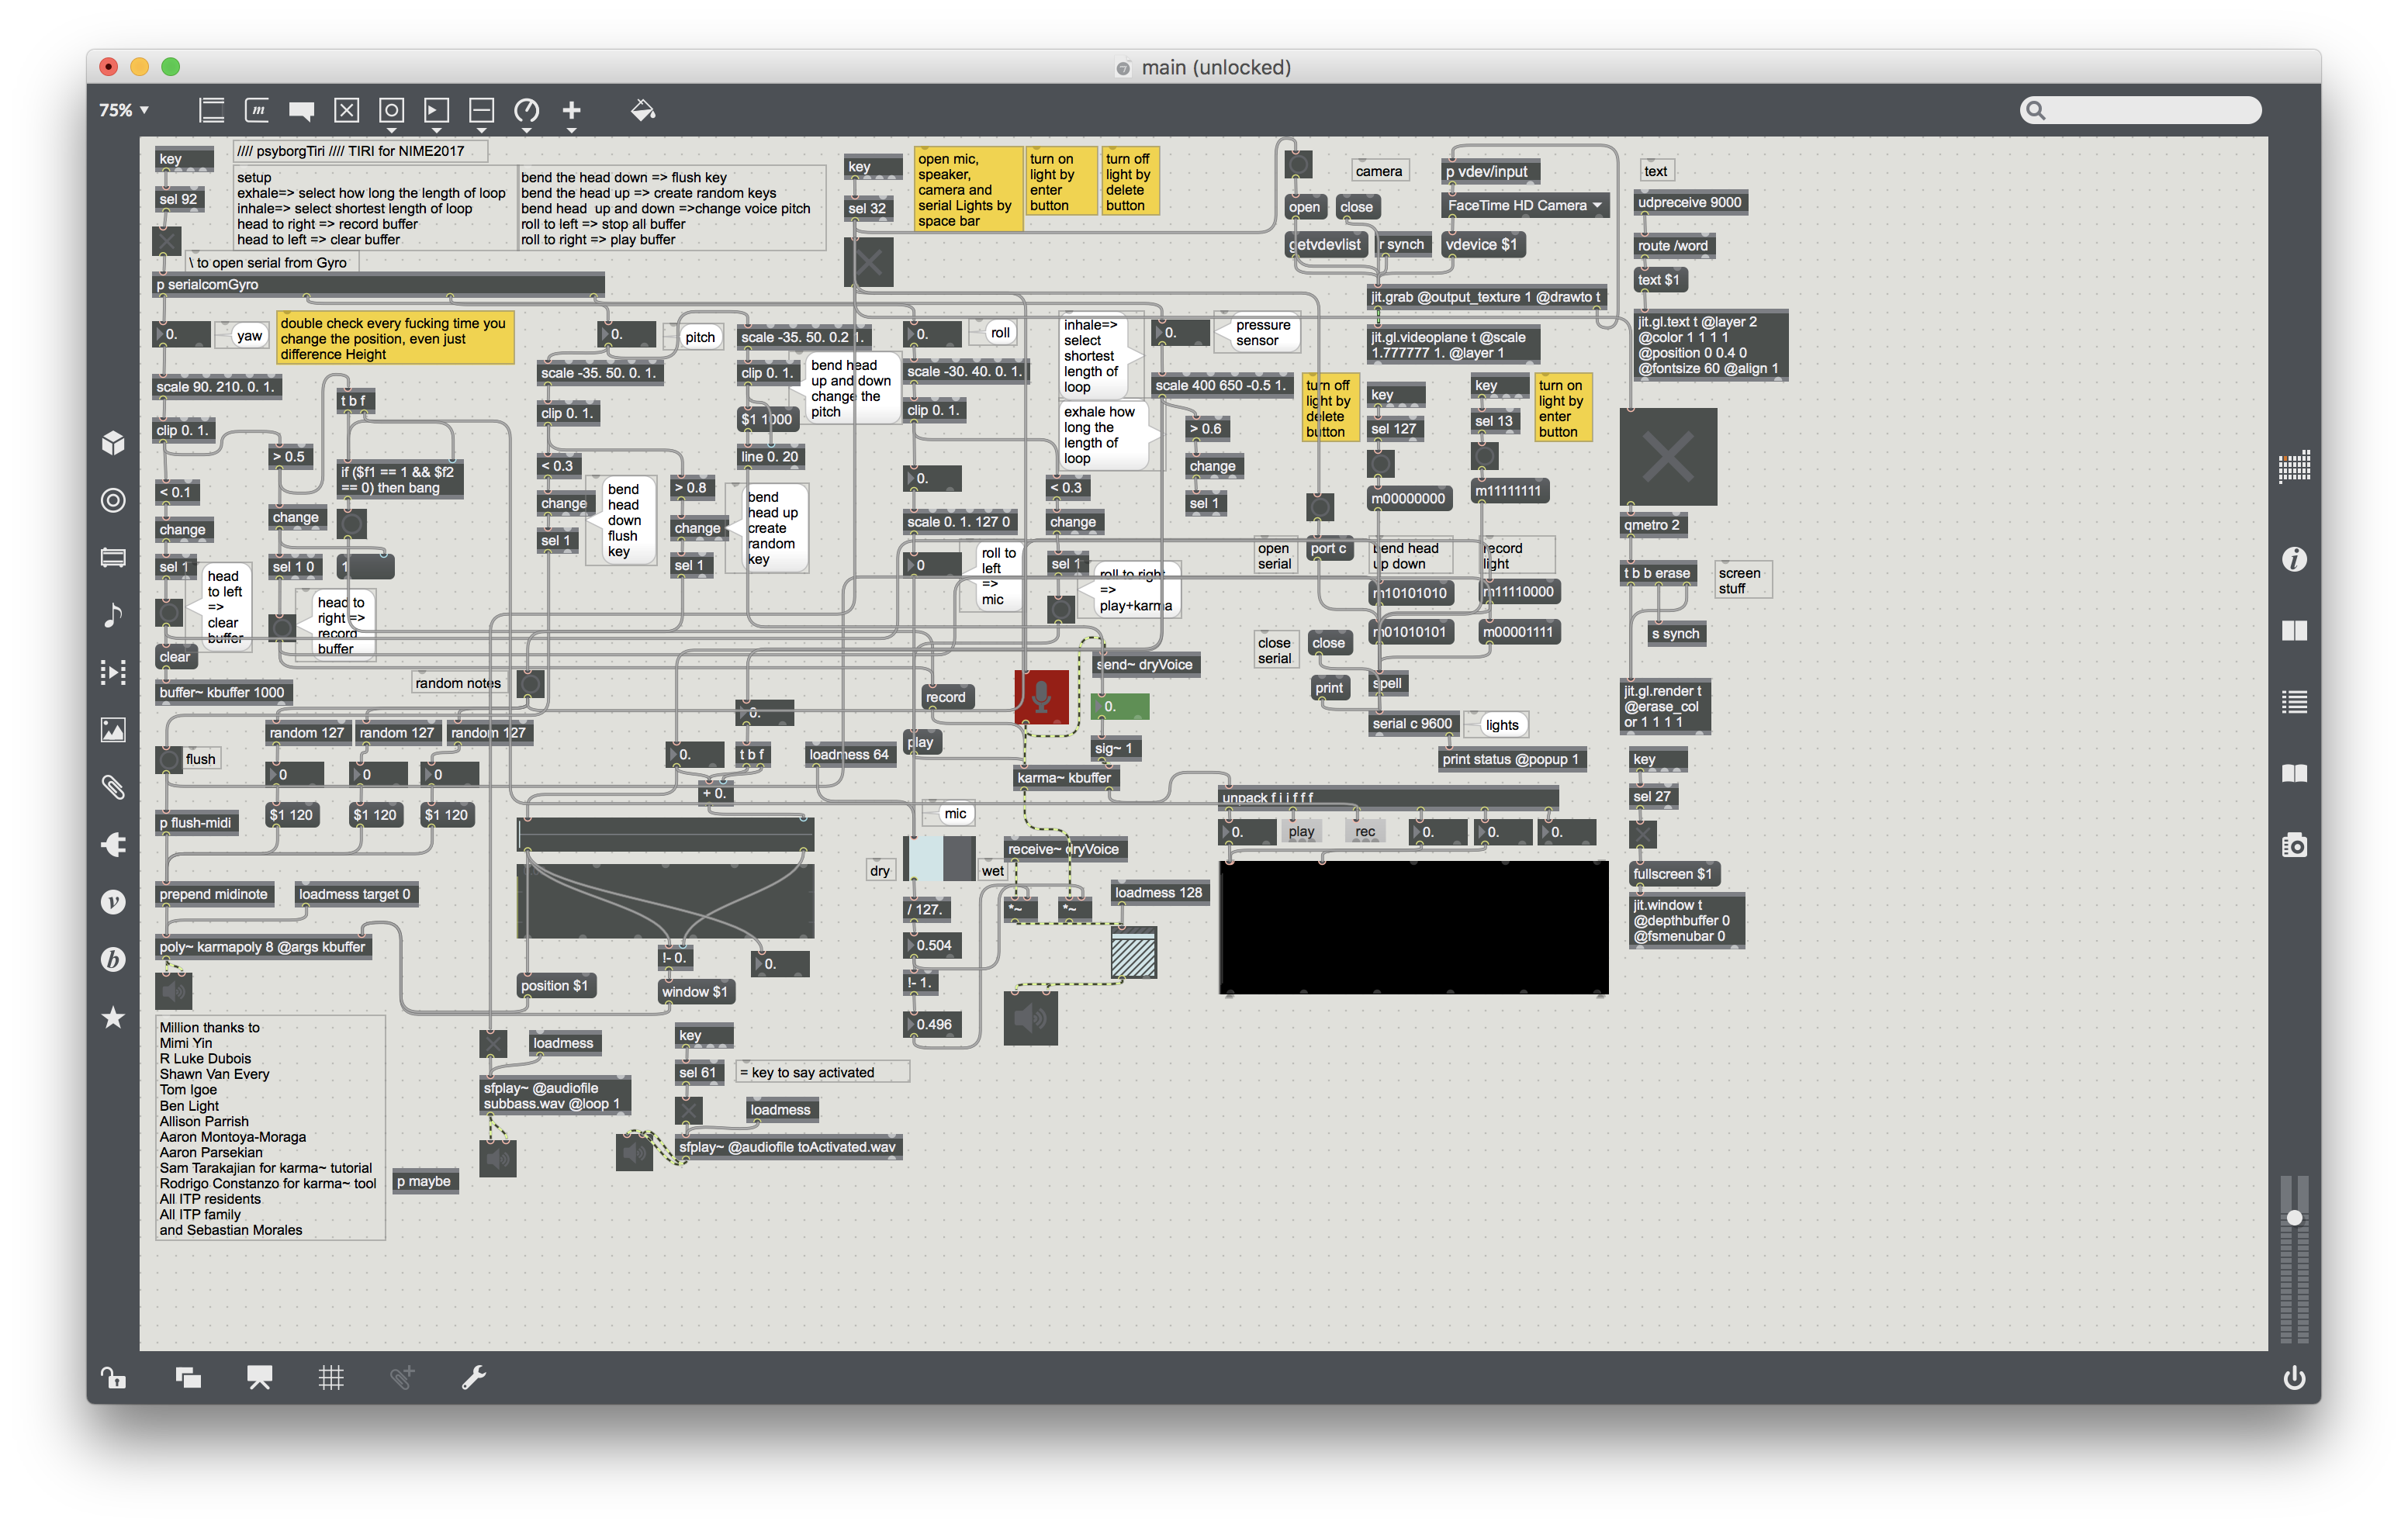 main (unlocked)
75%
key
//// psyborgTiri //// TIRI for NIME2017
setup
exhale=> select how long the length of loop
inhale=> select shortest length of loop
head to right => record buffer
head to left => clear buffer
bend the head down => flush key
bend the head up => create random keys
bend head  up and down =>change voice pitch
roll to left => stop all buffer
roll to right => play buffer
sel 92
\ to open serial from Gyro
p serialcomGyro
key
sel 32
open mic,
speaker,
camera and
serial Lights by
space bar
turn on
light by
enter
button
turn off
light by
delete
button
camera
open
close
getvdevlist
r synch
p vdev/input
FaceTime HD Camera
vdevice $1
jit.grab @output_texture 1 @drawto t
jit.gl.videoplane t @scale
1.777777 1. @layer 1
text
udpreceive 9000
route /word
text $1
jit.gl.text t @layer 2
@color 1 1 1 1
@position 0 0.4 0
@fontsize 60 @align 1
0.
yaw
double check every fucking time you
change the position, even just
difference Height
scale 90. 210. 0. 1.
clip 0. 1.
< 0.1
change
sel 1
head
to left
=>
clear
buffer
clear
buffer~ kbuffer 1000
> 0.5
change
sel 1 0
1
t b f
if ($f1 == 1 && $f2
== 0) then bang
head to
right =>
record
buffer
0.
pitch
scale -35. 50. 0. 1.
clip 0. 1.
< 0.3
change
sel 1
bend
head
down
flush
key
> 0.8
change
sel 1
bend
head up
create
random
key
scale -35. 50. 0.2 1.
clip 0. 1.
$1 1000
line 0. 20
bend head
up and down
change the
pitch
0.
roll
scale -30. 40. 0. 1.
clip 0. 1.
0.
scale 0. 1. 127 0
0
roll to
left
=>
mic
< 0.3
change
sel 1
roll to right
=>
play+karma
inhale=>
select
shortest
length of
loop
exhale how
long the
length of
loop
0.
pressure
sensor
scale 400 650 -0.5 1.
> 0.6
change
sel 1
turn off
light by
delete
button
key
sel 127
m00000000
key
sel 13
m11111111
turn on
light by
enter
button
open
serial
port c
bend head
up down
record
light
m10101010
m11110000
m01010101
m00001111
close
serial
close
print
spell
serial c 9600
lights
print status @popup 1
qmetro 2
t b b erase
screen
stuff
s synch
jit.gl.render t
@erase_col
or 1 1 1 1
key
sel 27
fullscreen $1
jit.window t
@depthbuffer 0
@fsmenubar 0
random notes
random 127
random 127
random 127
flush
0
0
0
p flush-midi
$1 120
$1 120
$1 120
prepend midinote
loadmess target 0
poly~ karmapoly 8 @args kbuffer
0.
0.
t b f
+ 0.
loadmess 64
!- 0.
0.
position $1
window $1
record
play
send~ dryVoice
0.
sig~ 1
karma~ kbuffer
mic
receive~ dryVoice
dry
wet
/ 127.
*~
*~
loadmess 128
0.504
!- 1.
0.496
unpack f i i f f f
0.
play
rec
0.
0.
0.
Million thanks to
Mimi Yin
R Luke Dubois
Shawn Van Every
Tom Igoe
Ben Light
Allison Parrish
Aaron Montoya-Moraga
Aaron Parsekian
Sam Tarakajian for karma~ tutorial
Rodrigo Constanzo for karma~ tool
All ITP residents
All ITP family
and Sebastian Morales
p maybe
loadmess
sfplay~ @audiofile
subbass.wav @loop 1
key
sel 61
= key to say activated
loadmess
sfplay~ @audiofile toActivated.wav